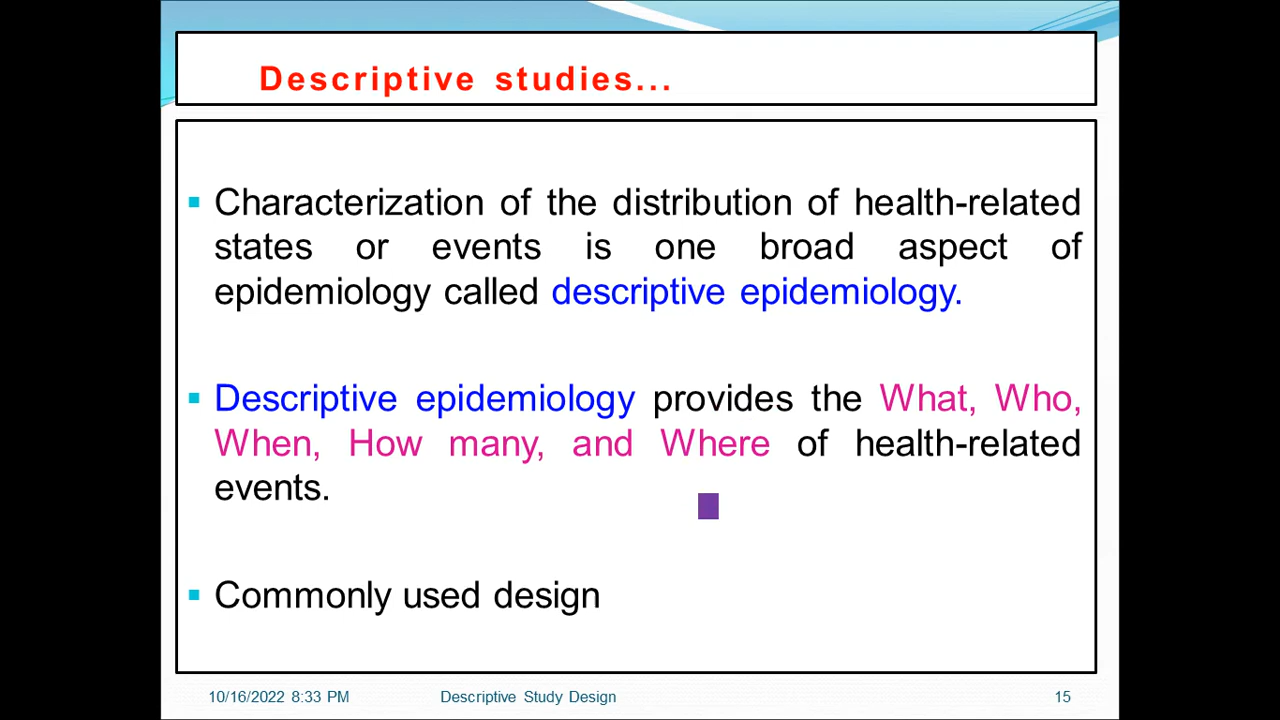 Descriptive studies...
Characterization of the distribution of health-related
states or events is one broad aspect of
epidemiology called descriptive epidemiology.
Descriptive epidemiology provides the What, Who,
When, How many, and Where of health-related
events.
Commonly used design
10/16/2022 8:33 PM
Descriptive Study Design
15